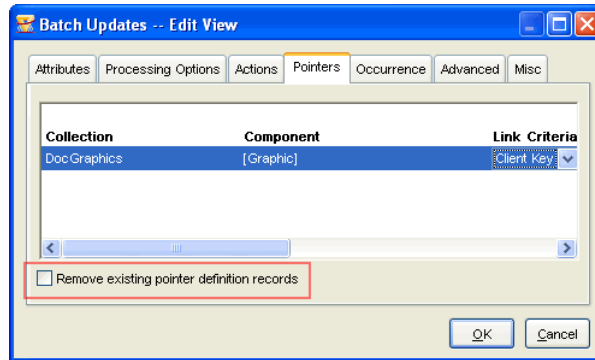 Batch Updates -- Edit View
Attributes Processing Options Actions Pointers Occurrence Advanced Misc
Collection Component Link Criteria
DocGraphics [Graphic] Client Key
Remove existing pointer definition records
OK Cancel